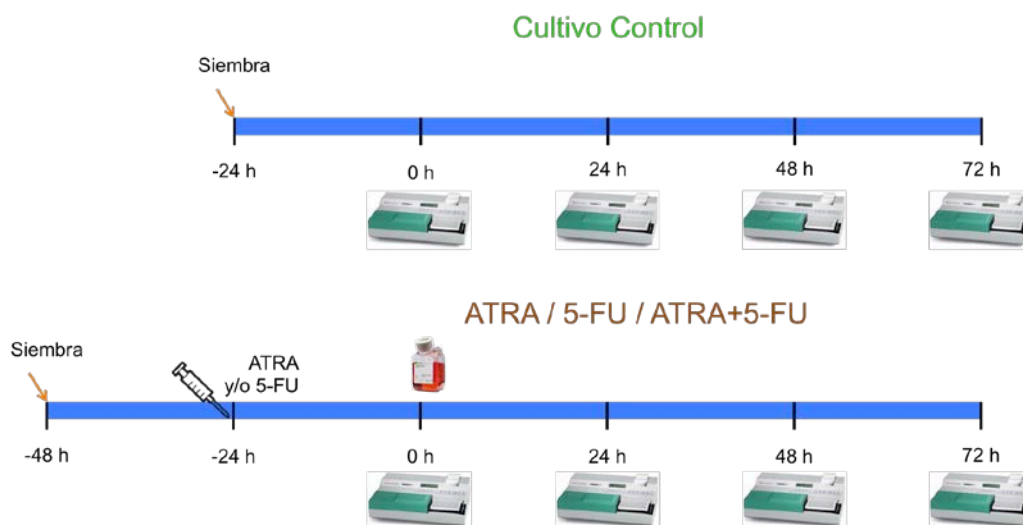 Cultivo Control
Siembra
-24 h
0 h
24 h
48 h
72 h
ATRA / 5-FU / ATRA+5-FU
Siembra
ATRA
y/o 5-FU
-48 h
-24 h
0 h
24 h
48 h
72 h